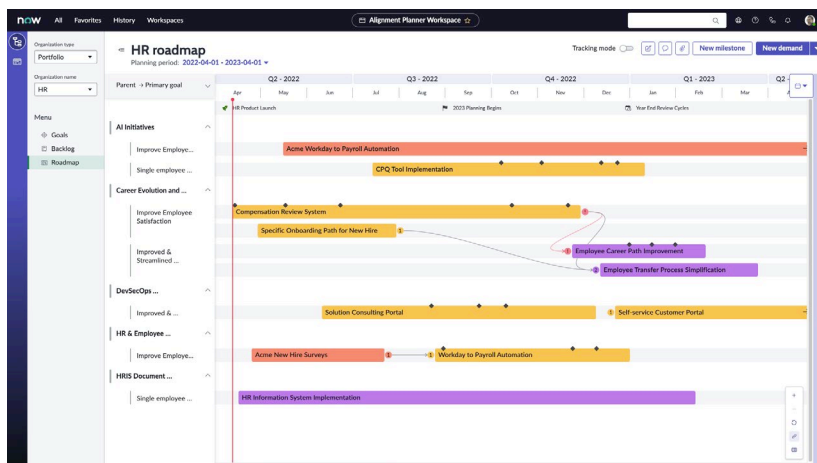 now All Favorites History Workspaces Alignment Planner Workspace
Organization type
Portfolio
Organization name
HR
Menu
Goals
Backlog
Roadmap
HR roadmap
Planning period: 2022-04-01 - 2023-04-01
Tracking mode
New milestone
New demand
Parent → Primary goal
Q2 - 2022 Q3 - 2022 Q4 - 2022 Q1 - 2023 Q2 -
Apr May Jun Jul Aug Sep Oct Nov Dec Jan Feb Mar
HR Product Launch 2023 Planning Begins Year End Review Cycles
AI Initiatives
Improve Employe... Acme Workday to Payroll Automation
Single employee ... CPQ Tool Implementation
Career Evolution and ...
Improve Employee
Satisfaction
Compensation Review System
Specific Onboarding Path for New Hire 1
Improved &
Streamlined ...
Employee Career Path Improvement
2 Employee Transfer Process Simplification
DevSecOps ...
Improved & ... Solution Consulting Portal Self-service Customer Portal
HR & Employee ...
Improve Employe... Acme New Hire Surveys 1 1 Workday to Payroll Automation
HRIS Document ...
Single employee ... HR Information System Implementation